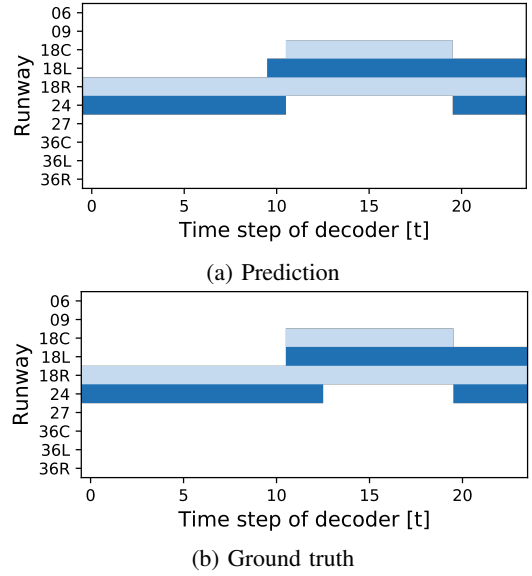 06
09
18C
18L
18R
24
27
36C
36L
36R
Runway
0 5 10 15 20
Time step of decoder [t]
(a) Prediction
06
09
18C
18L
18R
24
27
36C
36L
36R
Runway
0 5 10 15 20
Time step of decoder [t]
(b) Ground truth